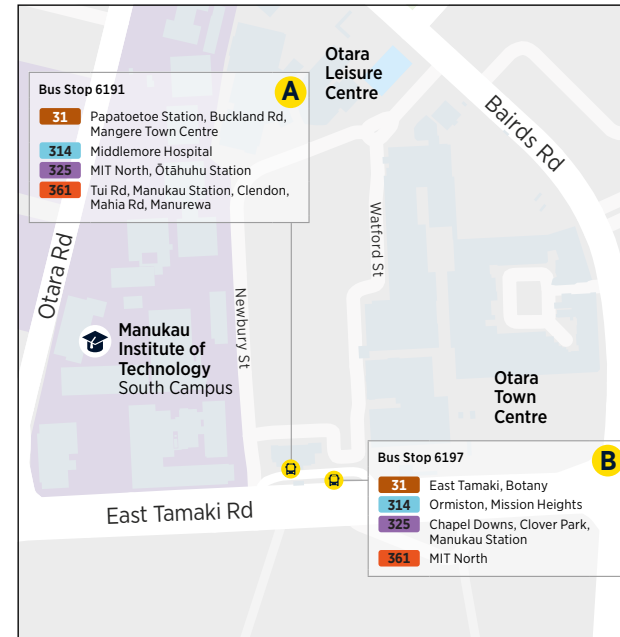 Otara
Leisure
Centre
Bus Stop 6191
A
31 Papatoetoe Station, Buckland Rd,
Mangere Town Centre
314 Middlemore Hospital
325 MIT North, Ōtāhuhu Station
361 Tui Rd, Manukau Station, Clendon,
Mahia Rd, Manurewa
Bairds Rd
Watford St
Otara Rd
Newbury St
Manukau
Institute of
Technology
South Campus
Otara
Town
Centre
East Tamaki Rd
Bus Stop 6197
B
31 East Tamaki, Botany
314 Ormiston, Mission Heights
325 Chapel Downs, Clover Park,
Manukau Station
361 MIT North